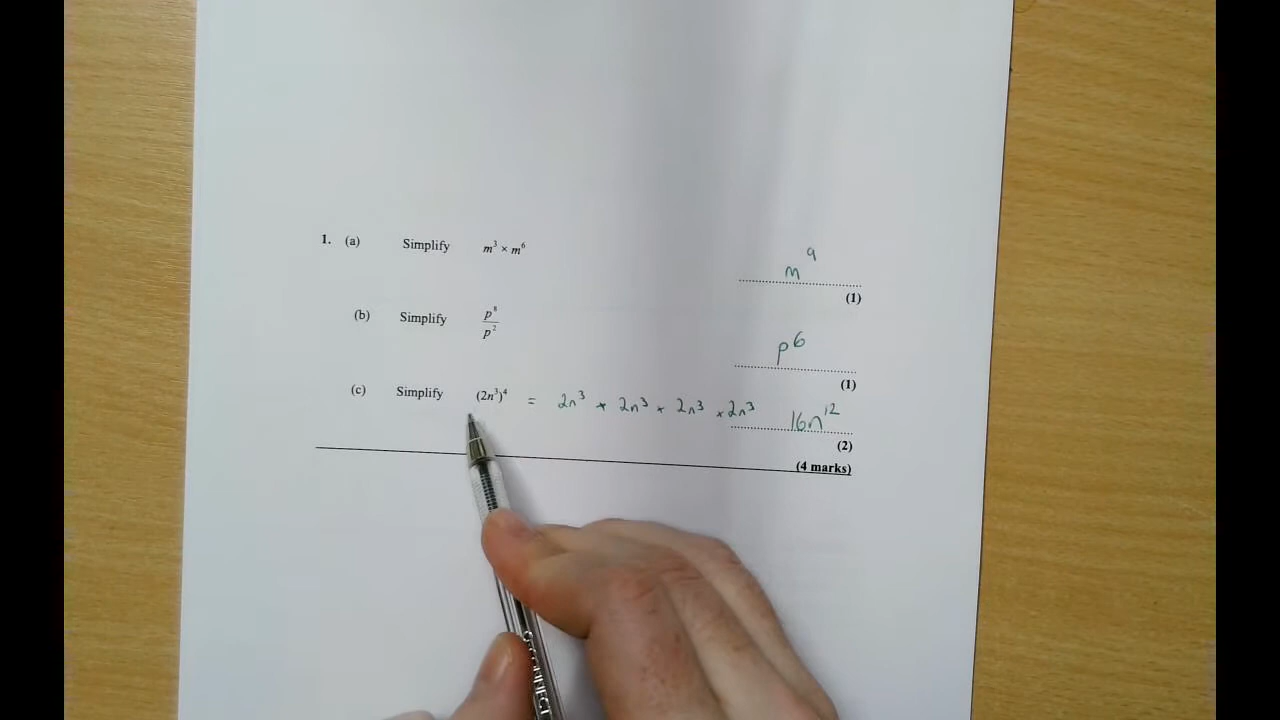 1. (a) Simplify m³ × m⁶
m⁹
(1)
(b) Simplify p⁸/p²
p⁶
(1)
(c) Simplify (2n³)⁴ = 2n³ × 2n³ × 2n³ × 2n³
16n¹²
(2)
(4 marks)